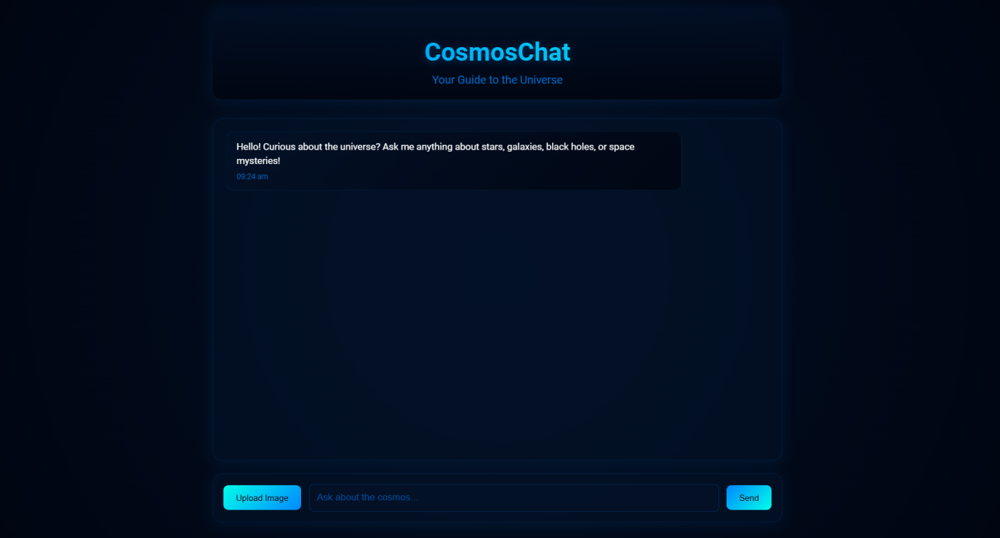 CosmosChat
Your Guide to the Universe
Hello! Curious about the universe? Ask me anything about stars, galaxies, black holes, or space
mysteries!
09:24 am
Upload Image
Ask about the cosmos...
Send